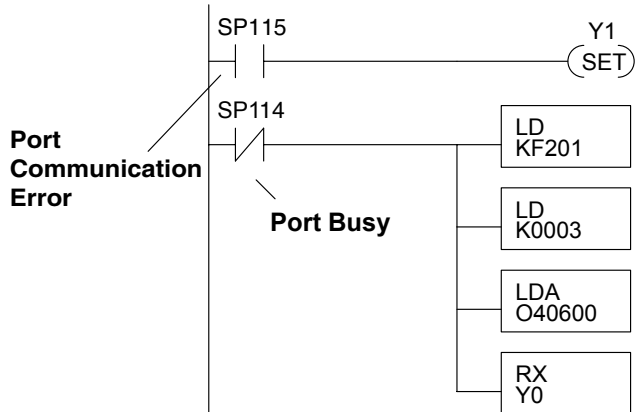 SP115
Y1
SET
SP114
Port
Communication
Error
Port Busy
LD
KF201
LD
K0003
LDA
O40600
RX
Y0